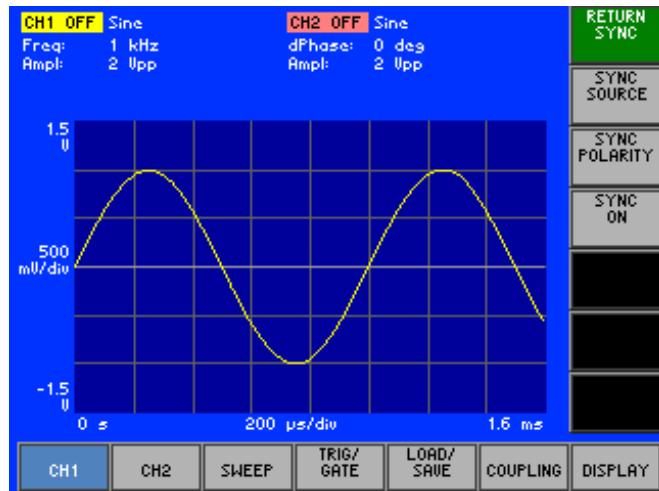 CH1 OFF Sine
Freq: 1 kHz
Ampl: 2 Vpp
CH2 OFF Sine
dPhase: 0 deg
Ampl: 2 Vpp
RETURN
SYNC
SYNC
SOURCE
SYNC
POLARITY
SYNC
ON
1.5
V
500
mV/div
-1.5
V
0 s
200 µs/div
1.6 ms
CH1
CH2
SWEEP
TRIG/
GATE
LOAD/
SAVE
COUPLING
DISPLAY